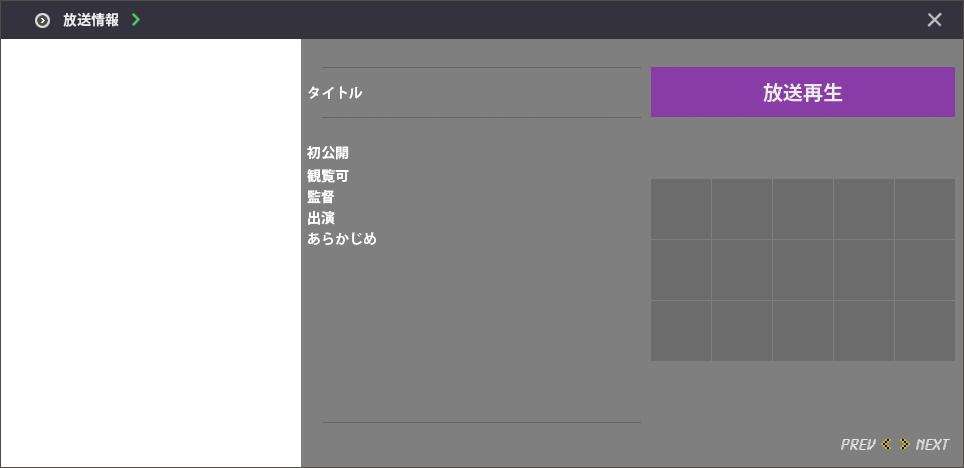 放送情報
タイトル
放送再生
初公開
観覧可
監督
出演
あらかじめ
PREV NEXT